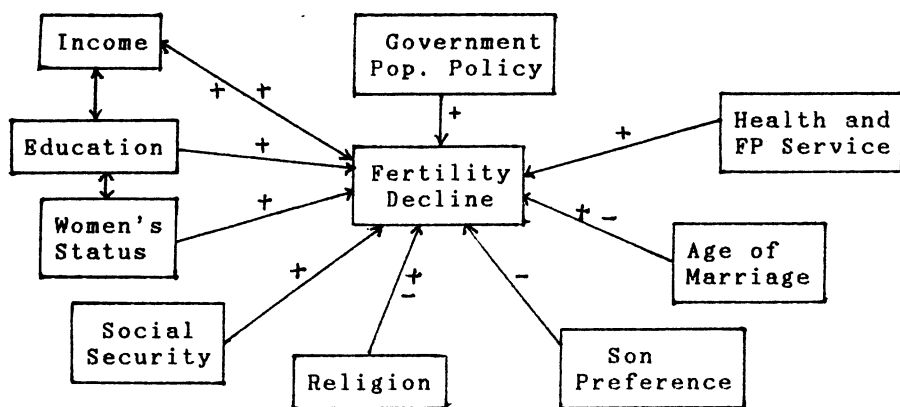 Income
Government
Pop. Policy
+ +
+
Health and
FP Service
+
Education
+
Fertility
Decline
Women's
Status
+
+ -
Age of
Marriage
+
+
-
-
Social
Security
Religion
Son
Preference